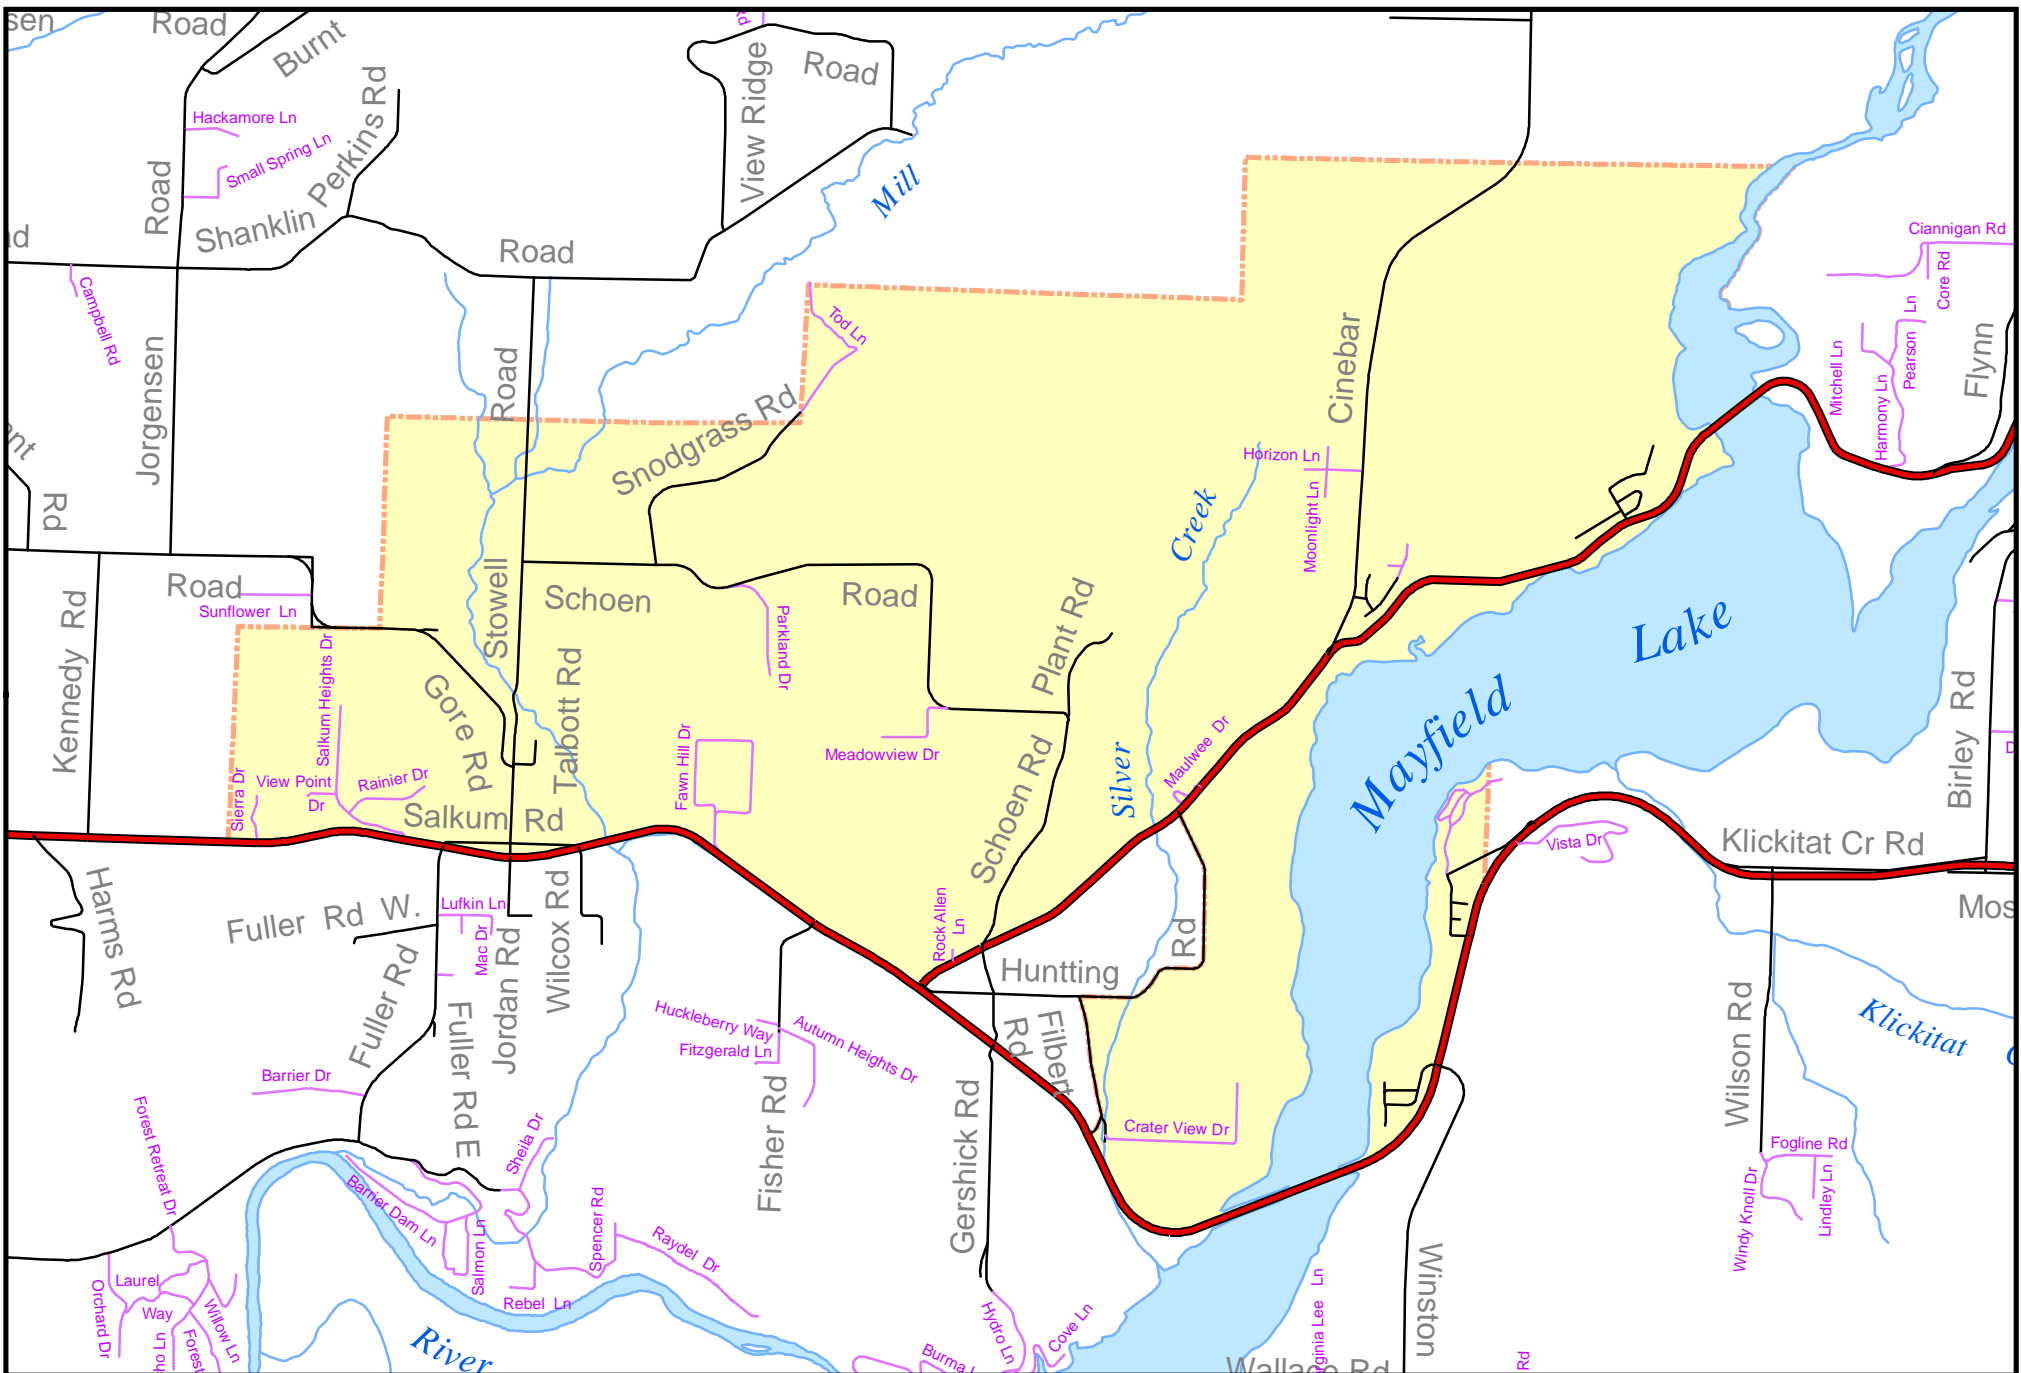 Road
Burnt
Road
View Ridge
Hackamore Ln
Small Spring Ln
Perkins Rd
Road
Shanklin
Road
Mill
Campbell Rd
Jorgensen
Road
Tod Ln
Snodgrass Rd
Cinebar
Ciannigan Rd
Core Rd
Pearson Ln
Mitchell Ln
Harmony Ln
Flynn
Horizon Ln
Moonlight Ln
Creek
Rd
Road
Sunflower Ln
Kennedy Rd
Stowell
Schoen
Road
Plant Rd
Parkland Dr
Lake
Mayfield
Birley Rd
Salkum Heights Dr
Gore Rd
Talbott Rd
Fawn Hill Dr
Meadowview Dr
Schoen Rd
Silver
Maulwee Dr
Sierra Dr
View Point
Dr
Rainier Dr
Salkum Rd
Vista Dr
Klickitat Cr Rd
Harms Rd
Fuller Rd W.
Lufkin Ln
Mac Dr
Jordan Rd
Wilcox Rd
Rock Allen
Ln
Huntting
Rd
Fuller Rd
Fuller Rd E
Huckleberry Way
Fitzgerald Ln
Autumn Heights Dr
Fisher Rd
Gershick Rd
Filbert
Rd
Crater View Dr
Wilson Rd
Klickitat
Barrier Dr
Forest Retreat Dr
Sheila Dr
Barrier Dam Ln
Salmon Ln
Spencer Rd
Raydel Dr
Rebel Ln
Fogline Rd
Windy Knoll Dr
Lindley Ln
Orchard Dr
Laurel
Way
Willow Ln
Forest
River
Hydro Ln
Cove Ln
Burma
Winston
Wallace Rd
Rd